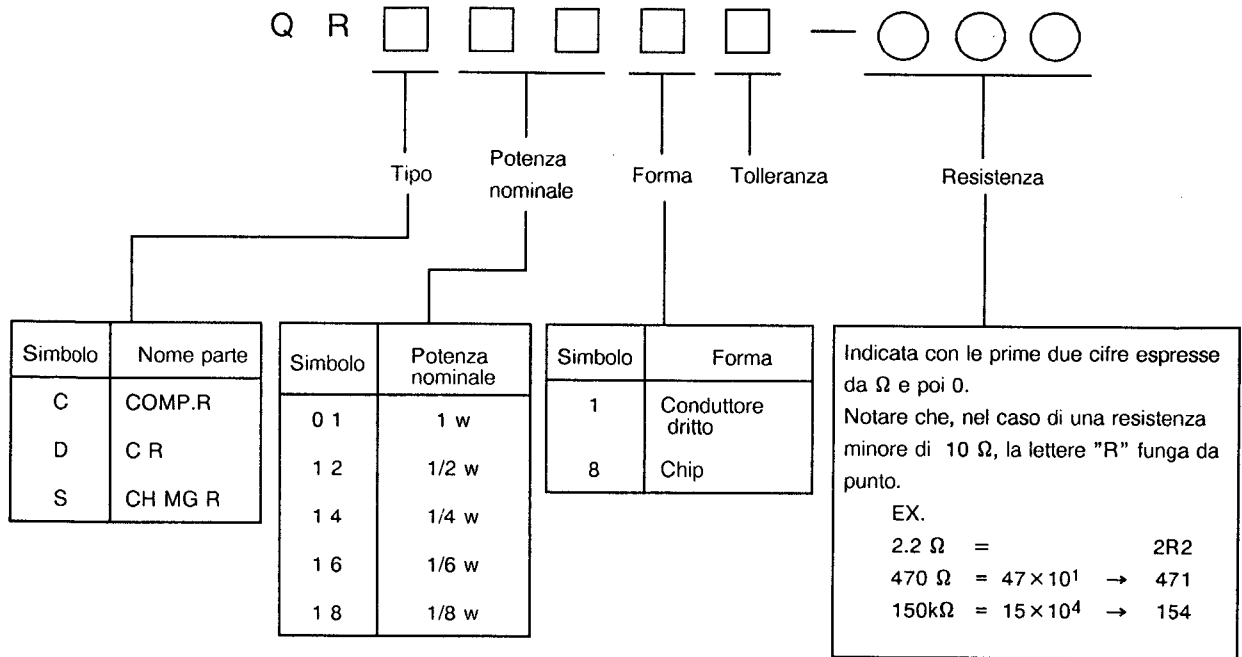 Q R □ □ □ □ □ — ○ ○ ○
Tipo
Potenza
nominale
Forma
Tolleranza
Resistenza
Simbolo Nome parte
C COMP.R
D C R
S CH MG R
Simbolo Potenza
nominale
0 1 1 w
1 2 1/2 w
1 4 1/4 w
1 6 1/6 w
1 8 1/8 w
Simbolo Forma
1 Conduttore
dritto
8 Chip
Indicata con le prime due cifre espresse
da Ω e poi 0.
Notare che, nel caso di una resistenza
minore di 10 Ω, la lettere "R" funga da
punto.
EX.
2.2 Ω = 2R2
470 Ω = 47×10¹ → 471
150kΩ = 15×10⁴ → 154